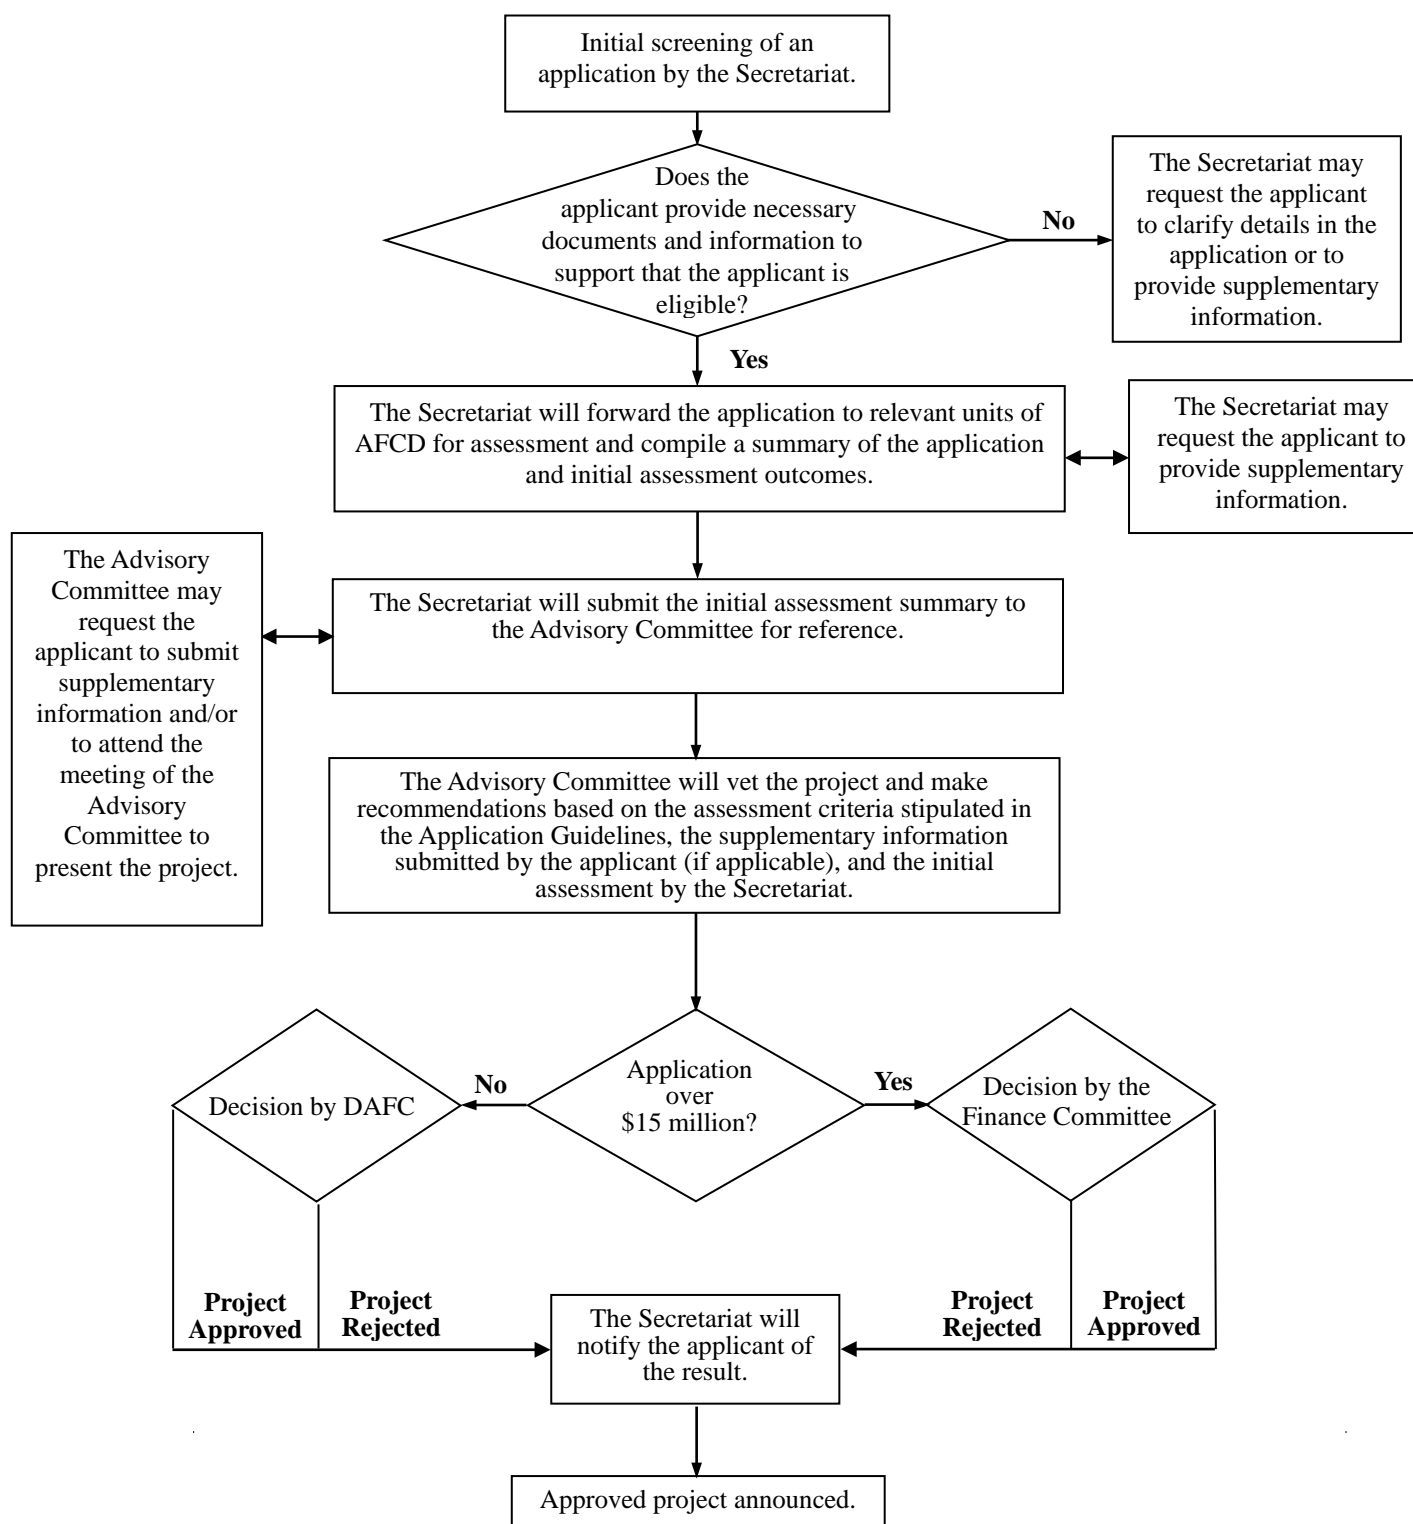 Initial screening of an
application by the Secretariat.
Does the
applicant provide necessary
documents and information to
support that the applicant is
eligible?
No
The Secretariat may
request the applicant
to clarify details in the
application or to
provide supplementary
information.
Yes
The Secretariat will forward the application to relevant units of
AFCD for assessment and compile a summary of the application
and initial assessment outcomes.
The Secretariat may
request the applicant to
provide supplementary
information.
The Advisory
Committee may
request the
applicant to submit
supplementary
information and/or
to attend the
meeting of the
Advisory
Committee to
present the project.
The Secretariat will submit the initial assessment summary to
the Advisory Committee for reference.
The Advisory Committee will vet the project and make
recommendations based on the assessment criteria stipulated in
the Application Guidelines, the supplementary information
submitted by the applicant (if applicable), and the initial
assessment by the Secretariat.
Application
over
$15 million?
No
Yes
Decision by DAFC
Decision by the
Finance Committee
Project
Approved
Project
Rejected
Project
Rejected
Project
Approved
The Secretariat will
notify the applicant of
the result.
Approved project announced.